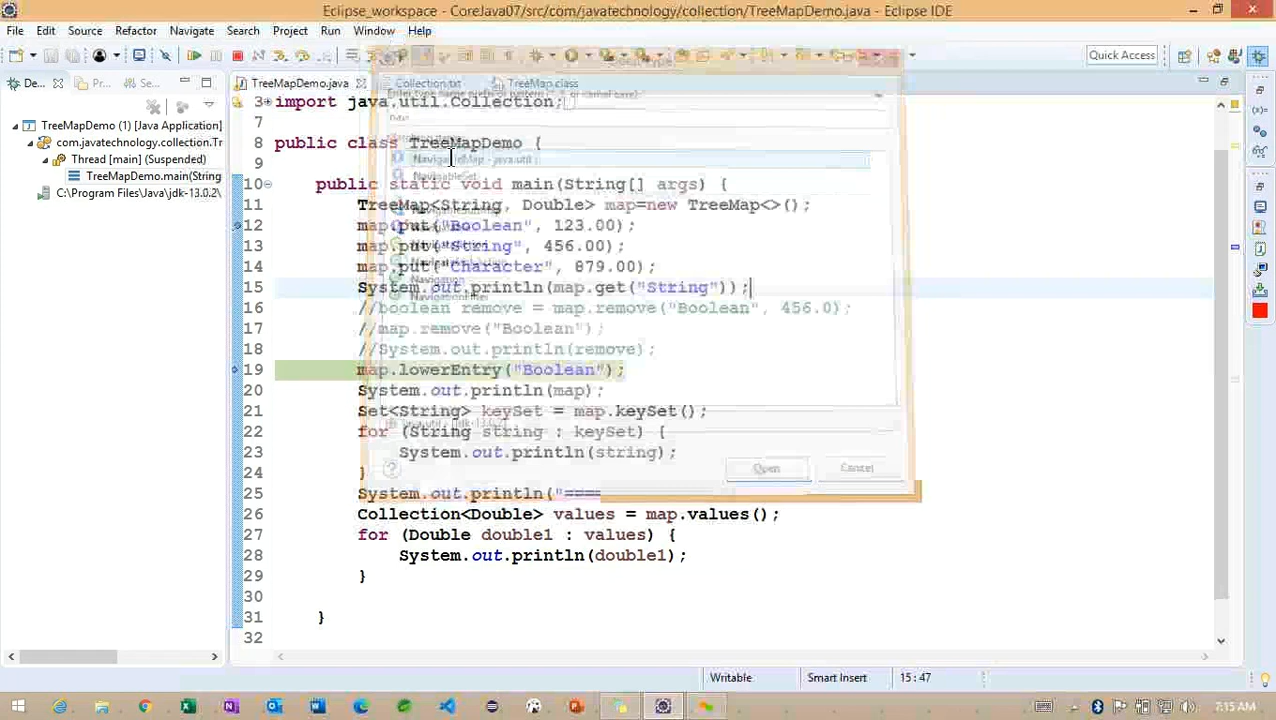 Eclipse_workspace - CoreJava07/src/com/javatechnology/collection/TreeMapDemo.java - Eclipse IDE
File Edit Source Refactor Navigate Search Project Run Window Help
Quick Access
De... Pr... Se...
TreeMapDemo.java Collection.txt TreeMap.class
TreeMapDemo (1) [Java Application]
com.javatechnology.collection.Tr
Thread [main] (Suspended)
TreeMapDemo.main(String
C:\Program Files\Java\jdk-13.0.2\
3 import java.util.Collection;
7
8 public class TreeMapDemo {
9
10 public static void main(String[] args) {
11 TreeMap<String, Double> map=new TreeMap<>();
12 map.put("Boolean", 123.00);
13 map.put("String", 456.00);
14 map.put("Character", 879.00);
15 System.out.println(map.get("String"));
16 //boolean remove = map.remove("Boolean", 456.0);
17 //map.remove("Boolean");
18 //System.out.println(remove);
19 map.lowerEntry("Boolean");
20 System.out.println(map);
21 Set<String> keySet = map.keySet();
22 for (String string : keySet) {
23 System.out.println(string);
24 }
25 System.out.println("====
26 Collection<Double> values = map.values();
27 for (Double double1 : values) {
28 System.out.println(double1);
29 }
30
31 }
32
NavigableMap - java.util
NavigableSet
Navigation
Open Cancel
Writable Smart Insert 15 : 47
7:15 AM